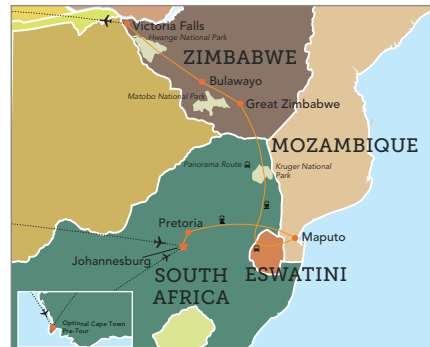 Victoria Falls
Hwange National Park
ZIMBABWE
Bulawayo
Matobo National Park
Great Zimbabwe
MOZAMBIQUE
Panorama Route
Kruger National
Park
Pretoria
Maputo
Johannesburg
SOUTH
AFRICA
ESWATINI
Optional Cape Town
Pre-Tour